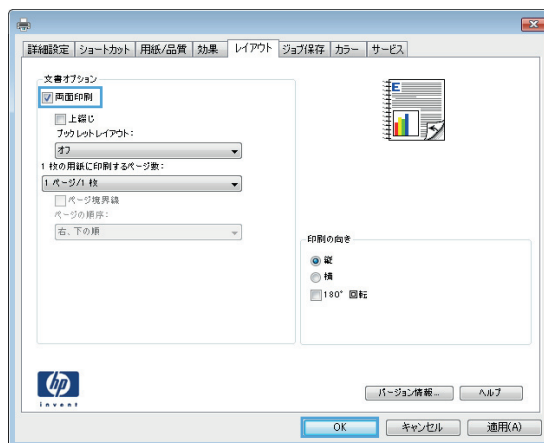 詳細設定 ショートカット 用紙/品質 効果 レイアウト ジョブ保存 カラー サービス
文書オプション
両面印刷
上綴じ
ブックレットレイアウト:
オフ
1 枚の用紙に印刷するページ数:
1 ページ/1 枚
ページ境界線
ページの順序:
右、下の順
E
印刷の向き
縦
横
180° 回転
hp
invent
バージョン情報... ヘルプ
OK キャンセル 適用(A)